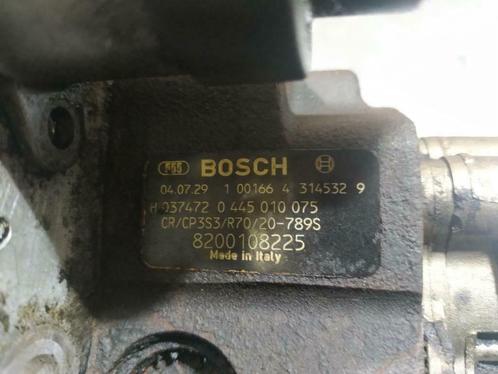 555 BOSCH
04.07.29 1 00166 4 314532 9
H 037472 0 445 010 075
CR/CP3S3/R70/20-789S
8200108225
Made in Italy